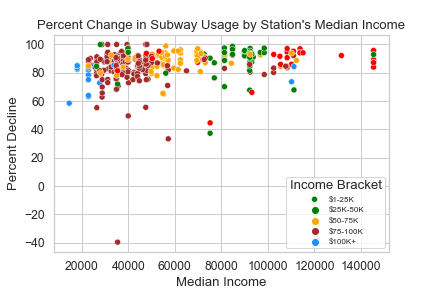 Percent Change in Subway Usage by Station's Median Income
Percent Decline
100
80
60
40
20
0
−20
−40
20000 40000 60000 80000 100000 120000 140000
Median Income
Income Bracket
$1-25K
$25K-50K
$50-75K
$75-100K
$100K+